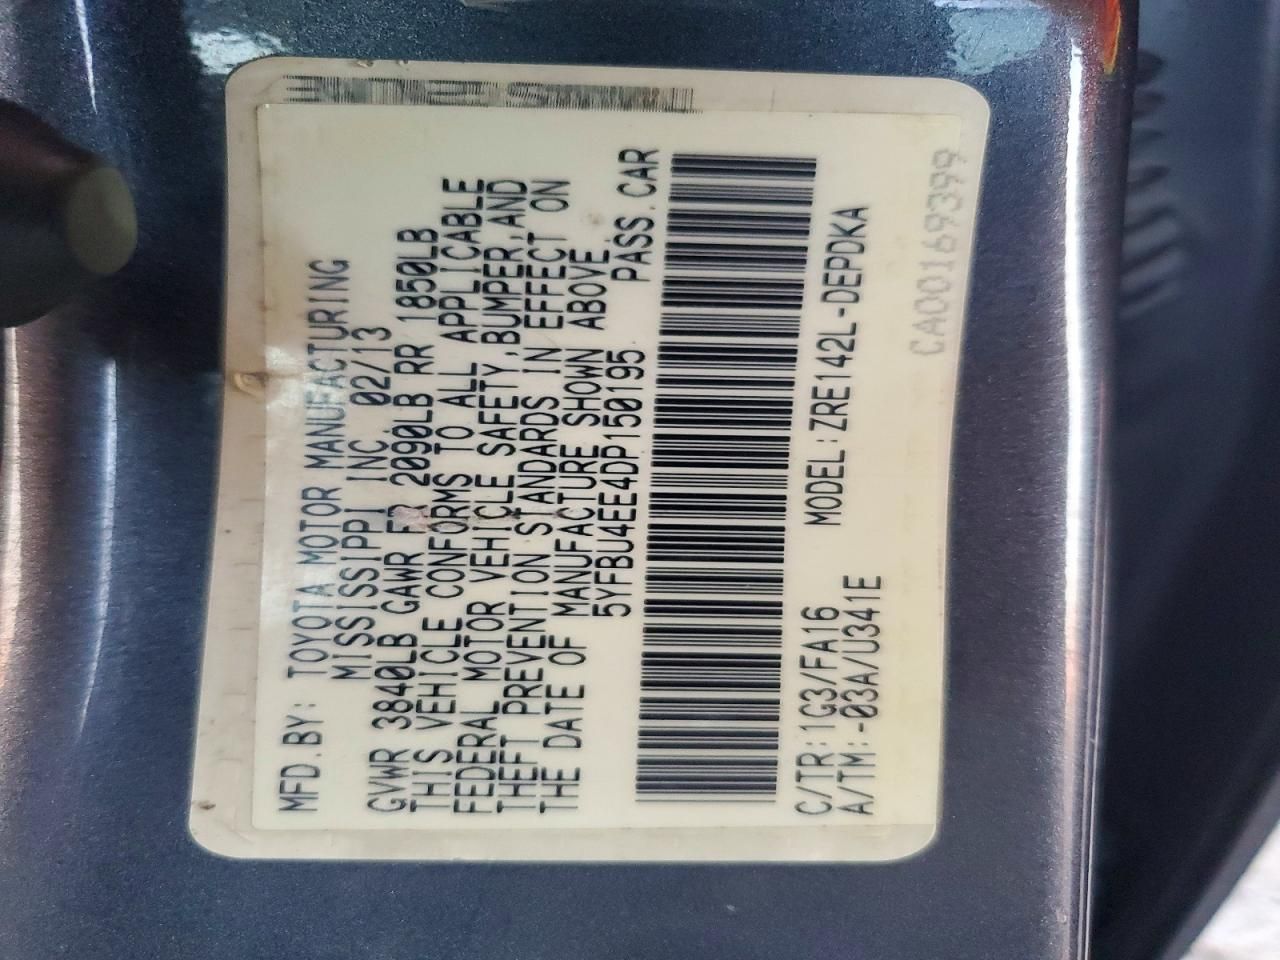 MFD.BY: TOYOTA MOTOR MANUFACTURING
MISSISSIPPI INC. 02/13
GVWR 3840LB GAWR FR 2090LB RR 1850LB
THIS VEHICLE CONFORMS TO ALL APPLICABLE
FEDERAL MOTOR VEHICLE SAFETY,BUMPER,AND
THEFT PREVENTION STANDARDS IN EFFECT ON
THE DATE OF MANUFACTURE SHOWN ABOVE.
5YFBU4EE4DP150195 PASS.CAR
C/TR:1G3/FA16 MODEL:ZRE142L-DEPDKA
A/TM:-03A/U341E
CA00169399